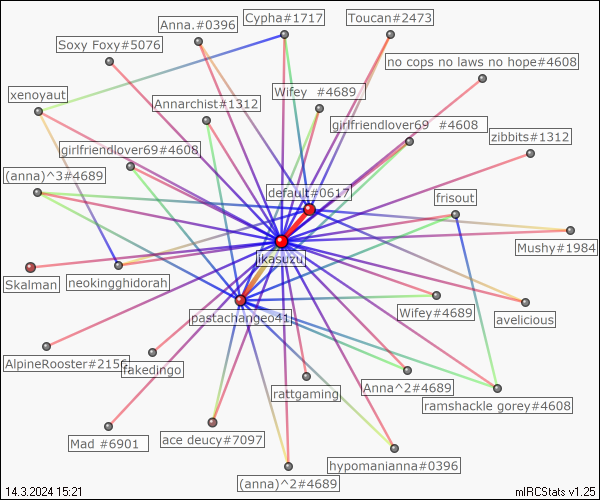 Cypha#1717
Toucan#2473
Anna.#0396
Soxy Foxy#5076
no cops no laws no hope#4608
xenoyaut
Wifey #4689
Annarchist#1312
girlfriendlover69 #4608
zibbits#1312
girlfriendlover69#4608
(anna)^3#4689
default#0617
frisout
Mushy#1984
ikasuzu
Skalman
neokingghidorah
pastachangeo41
Wifey#4689
avelicious
AlpineRooster#2156
fakedingo
rattgaming
Anna^2#4689
ramshackle gorey#4608
Mad #6901
ace deucy#7097
hypomanianna#0396
(anna)^2#4689
14.3.2024 15:21
mIRCStats v1.25